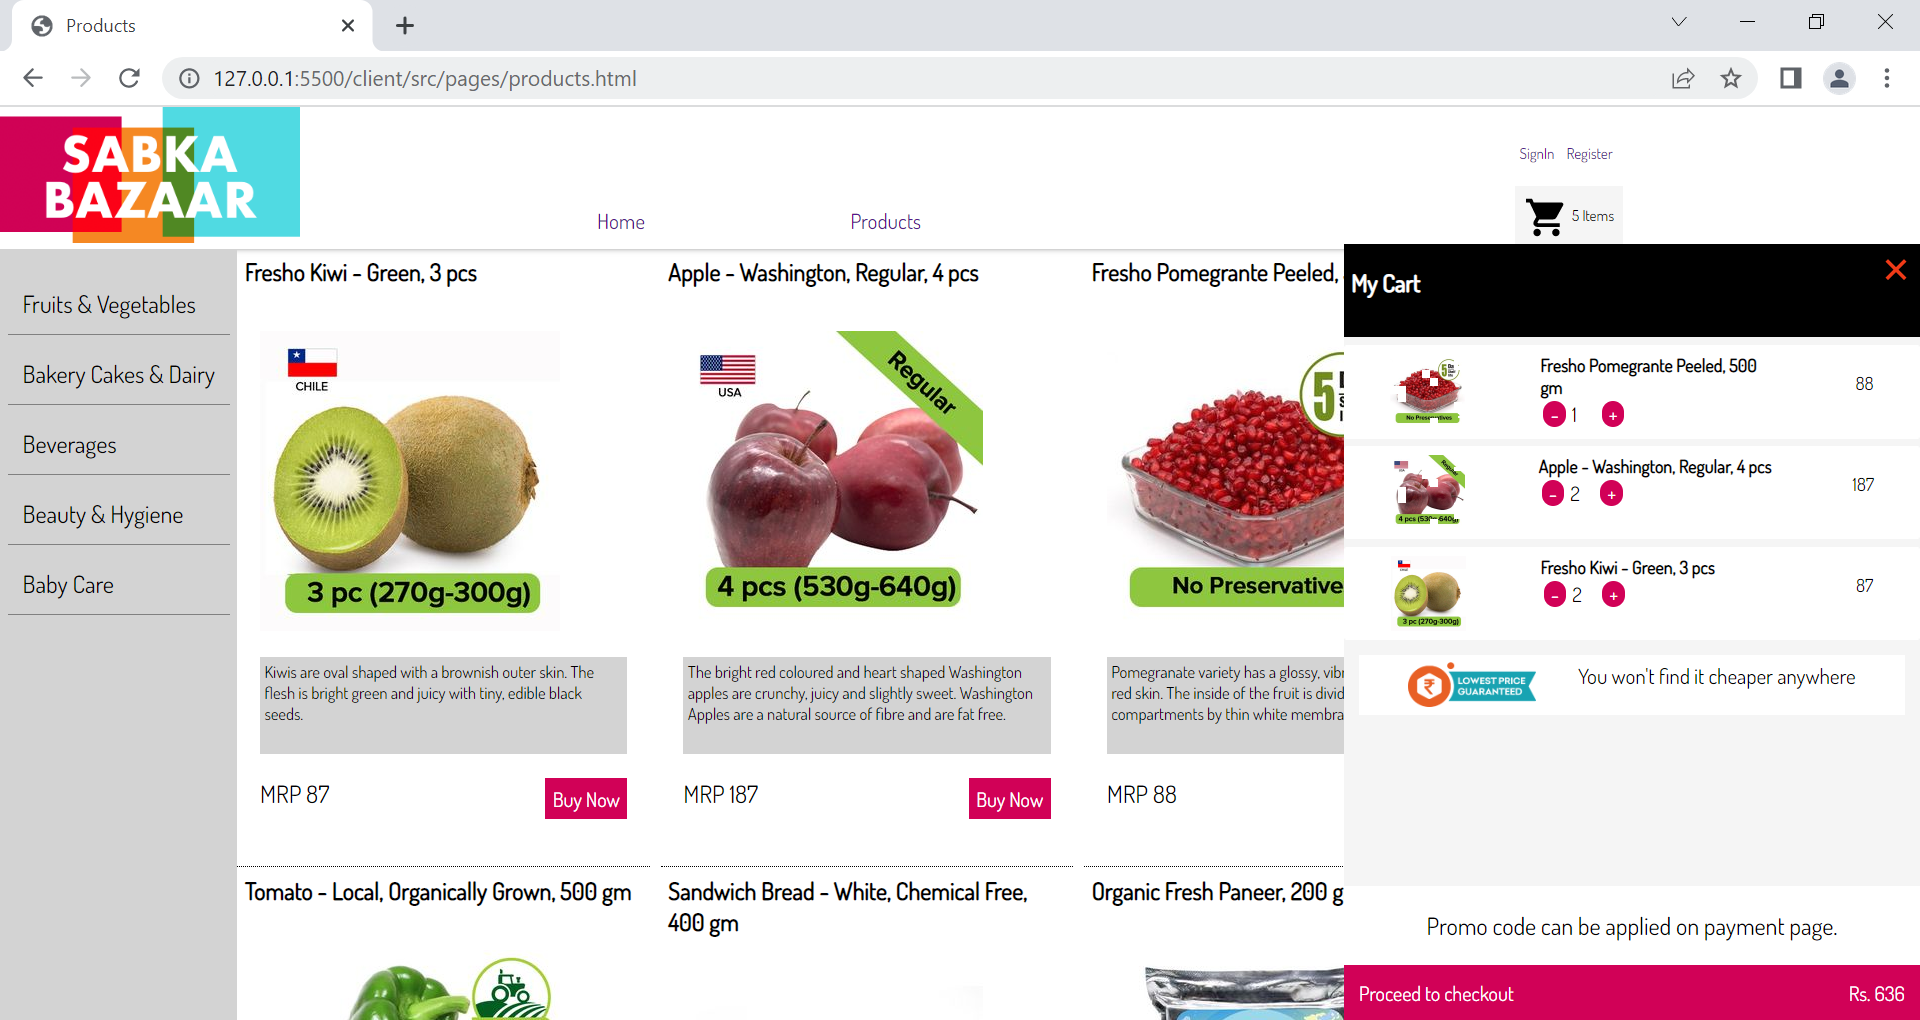 Products
127.0.0.1:5500/client/src/pages/products.html
SABKA
BAZAAR
Home
Products
SignIn Register
5 Items
Fruits & Vegetables
Bakery Cakes & Dairy
Beverages
Beauty & Hygiene
Baby Care
Fresho Kiwi - Green, 3 pcs
CHILE
3 pc (270g-300g)
Kiwis are oval shaped with a brownish outer skin. The
flesh is bright green and juicy with tiny, edible black
seeds.
MRP 87
Buy Now
Apple - Washington, Regular, 4 pcs
USA
Regular
4 pcs (530g-640g)
The bright red coloured and heart shaped Washington
apples are crunchy, juicy and slightly sweet. Washington
Apples are a natural source of fibre and are fat free.
MRP 187
Buy Now
Fresho Pomegrante Peeled,
5
No Preservative
Pomegranate variety has a glossy, vib
red skin. The inside of the fruit is divid
compartments by thin white membra
MRP 88
Tomato - Local, Organically Grown, 500 gm
Sandwich Bread - White, Chemical Free,
400 gm
Organic Fresh Paneer, 200 g
My Cart
Fresho Pomegrante Peeled, 500
gm
- 1 +
88
Apple - Washington, Regular, 4 pcs
- 2 +
187
4 pcs (530g-640g)
Fresho Kiwi - Green, 3 pcs
- 2 +
87
3 pc (270g-300g)
LOWEST PRICE
GUARANTEED
You won't find it cheaper anywhere
Promo code can be applied on payment page.
Proceed to checkout
Rs. 636